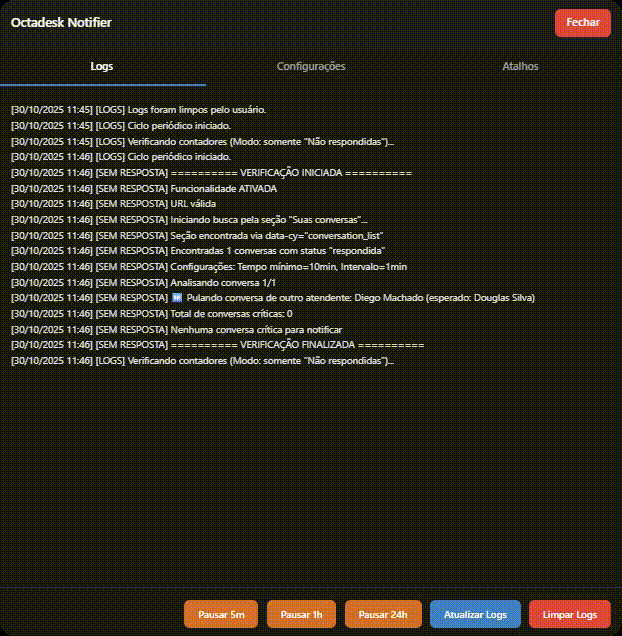 Octadesk Notifier
Fechar
Logs
Configurações
Atalhos
[30/10/2025 11:45] [LOGS] Logs foram limpos pelo usuário.
[30/10/2025 11:45] [LOGS] Ciclo periódico iniciado.
[30/10/2025 11:45] [LOGS] Verificando contadores (Modo: somente "Não respondidas")...
[30/10/2025 11:46] [LOGS] Ciclo periódico iniciado.
[30/10/2025 11:46] [SEM RESPOSTA] ========== VERIFICAÇÃO INICIADA ==========
[30/10/2025 11:46] [SEM RESPOSTA] Funcionalidade ATIVADA
[30/10/2025 11:46] [SEM RESPOSTA] URL válida
[30/10/2025 11:46] [SEM RESPOSTA] Iniciando busca pela seção "Suas conversas"...
[30/10/2025 11:46] [SEM RESPOSTA] Seção encontrada via data-cy="conversation_list"
[30/10/2025 11:46] [SEM RESPOSTA] Encontradas 1 conversas com status "respondida"
[30/10/2025 11:46] [SEM RESPOSTA] Configurações: Tempo mínimo=10min, Intervalo=1min
[30/10/2025 11:46] [SEM RESPOSTA] Analisando conversa 1/1
[30/10/2025 11:46] [SEM RESPOSTA] ⏭️ Pulando conversa de outro atendente: Diego Machado (esperado: Douglas Silva)
[30/10/2025 11:46] [SEM RESPOSTA] Total de conversas críticas: 0
[30/10/2025 11:46] [SEM RESPOSTA] Nenhuma conversa crítica para notificar
[30/10/2025 11:46] [SEM RESPOSTA] ========== VERIFICAÇÃO FINALIZADA ==========
[30/10/2025 11:46] [LOGS] Verificando contadores (Modo: somente "Não respondidas")...
Pausar 5m
Pausar 1h
Pausar 24h
Atualizar Logs
Limpar Logs